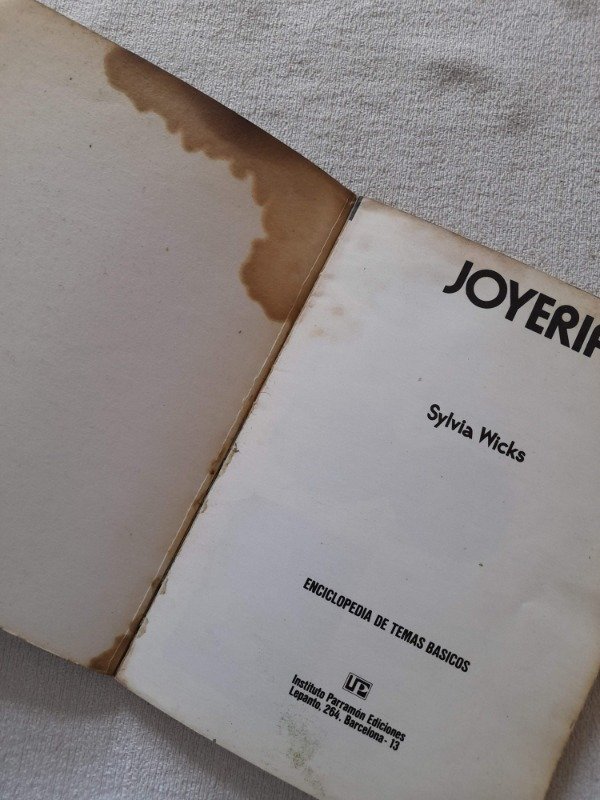 JOYERIA
Sylvia Wicks
ENCICLOPEDIA DE TEMAS BASICOS
Instituto Parramón Ediciones
Lepanto, 264. Barcelona - 13